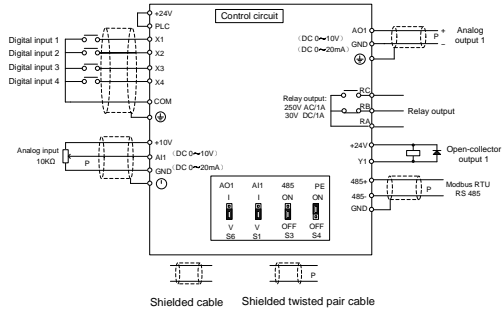 Control circuit
+24V
PLC
Digital input 1
X1
Digital input 2
X2
Digital input 3
X3
Digital input 4
X4
COM
+10V
Analog input
10KΩ
P
AI1
(DC 0～10V)
GND
(DC 0～20mA)
AO1
(DC 0～10V)
GND
(DC 0～20mA)
P
+
−
Analog
output 1
Relay output:
250V AC/1A
30V DC/1A
RC
RB
RA
Relay output
+24V
Y1
Open-collector
output 1
485+
485-
GND
P
Modbus RTU
RS 485
AO1 AI1 485 PE
I I ON ON
V V OFF OFF
S6 S1 S3 S4
P
Shielded cable
Shielded twisted pair cable